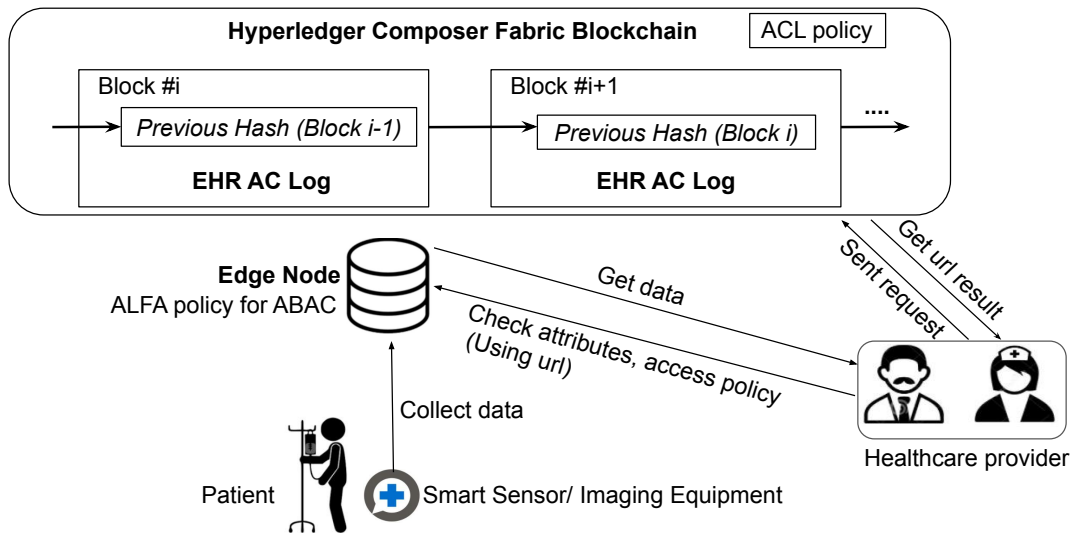 Hyperledger Composer Fabric Blockchain
ACL policy
Block #i
Previous Hash (Block i-1)
EHR AC Log
Block #i+1
Previous Hash (Block i)
EHR AC Log
....
Get url result
Sent request
Edge Node
ALFA policy for ABAC
Get data
Check attributes, access policy
(Using url)
Collect data
Healthcare provider
Patient
Smart Sensor/ Imaging Equipment